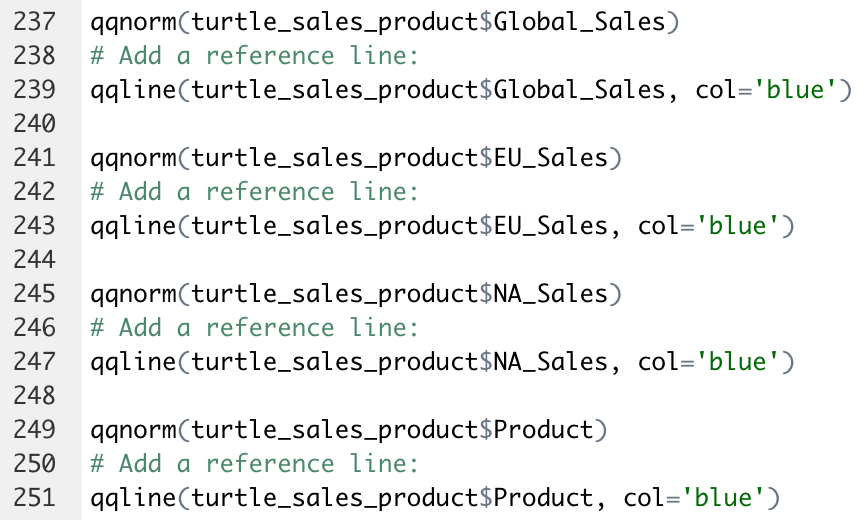 237 qqnorm(turtle_sales_product$Global_Sales)
238 # Add a reference line:
239 qqline(turtle_sales_product$Global_Sales, col='blue')
240
241 qqnorm(turtle_sales_product$EU_Sales)
242 # Add a reference line:
243 qqline(turtle_sales_product$EU_Sales, col='blue')
244
245 qqnorm(turtle_sales_product$NA_Sales)
246 # Add a reference line:
247 qqline(turtle_sales_product$NA_Sales, col='blue')
248
249 qqnorm(turtle_sales_product$Product)
250 # Add a reference line:
251 qqline(turtle_sales_product$Product, col='blue')